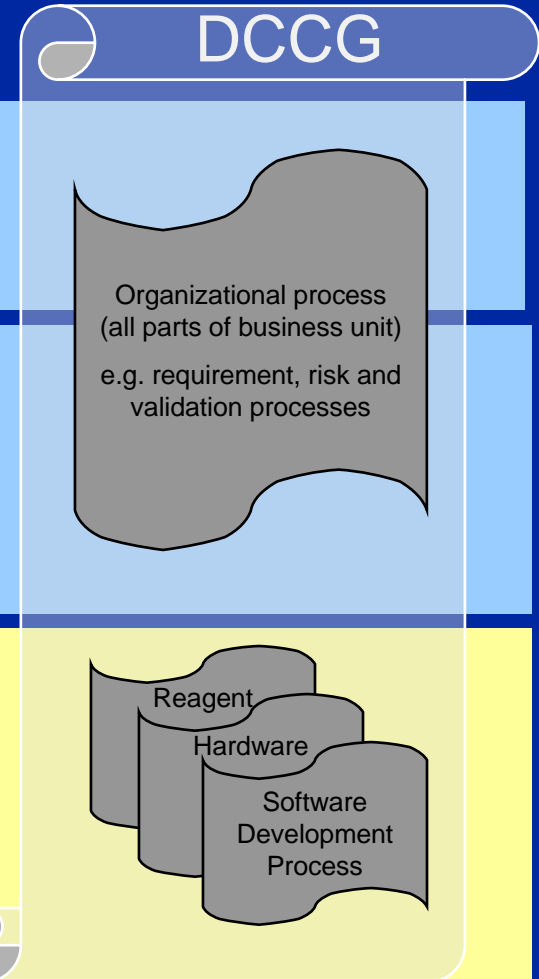 DCCG
Organizational process
(all parts of business unit)
e.g. requirement, risk and
validation processes
Reagent
Hardware
Software
Development
Process